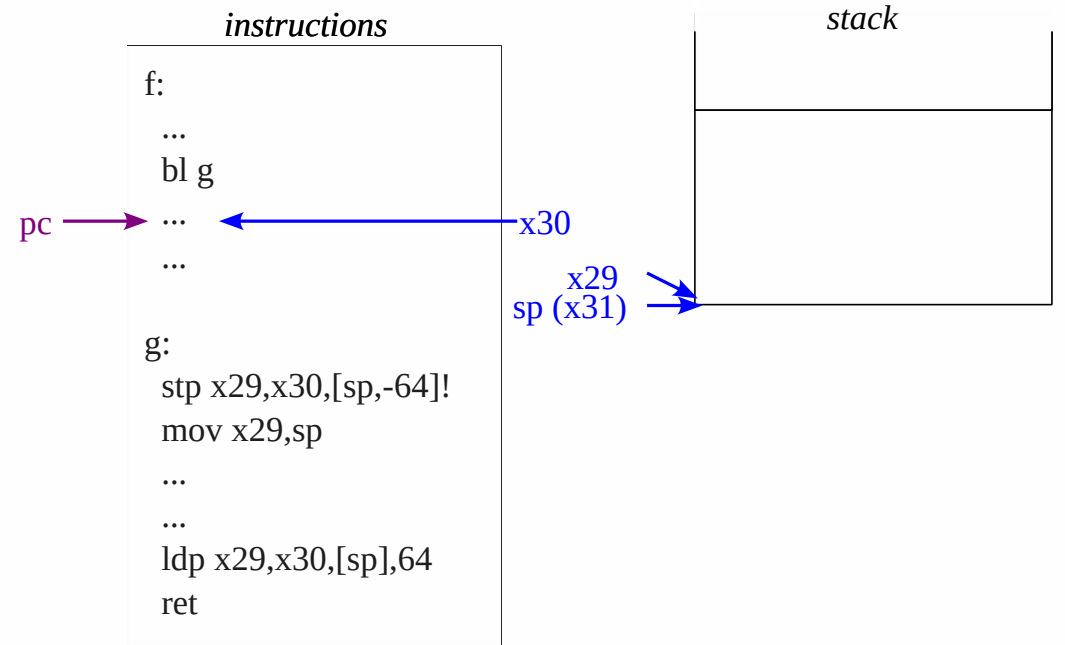 instructions
stack
f:
...
bl g
pc
...
x30
...
x29
sp (x31)
g:
stp x29,x30,[sp,-64]!
mov x29,sp
...
...
ldp x29,x30,[sp],64
ret